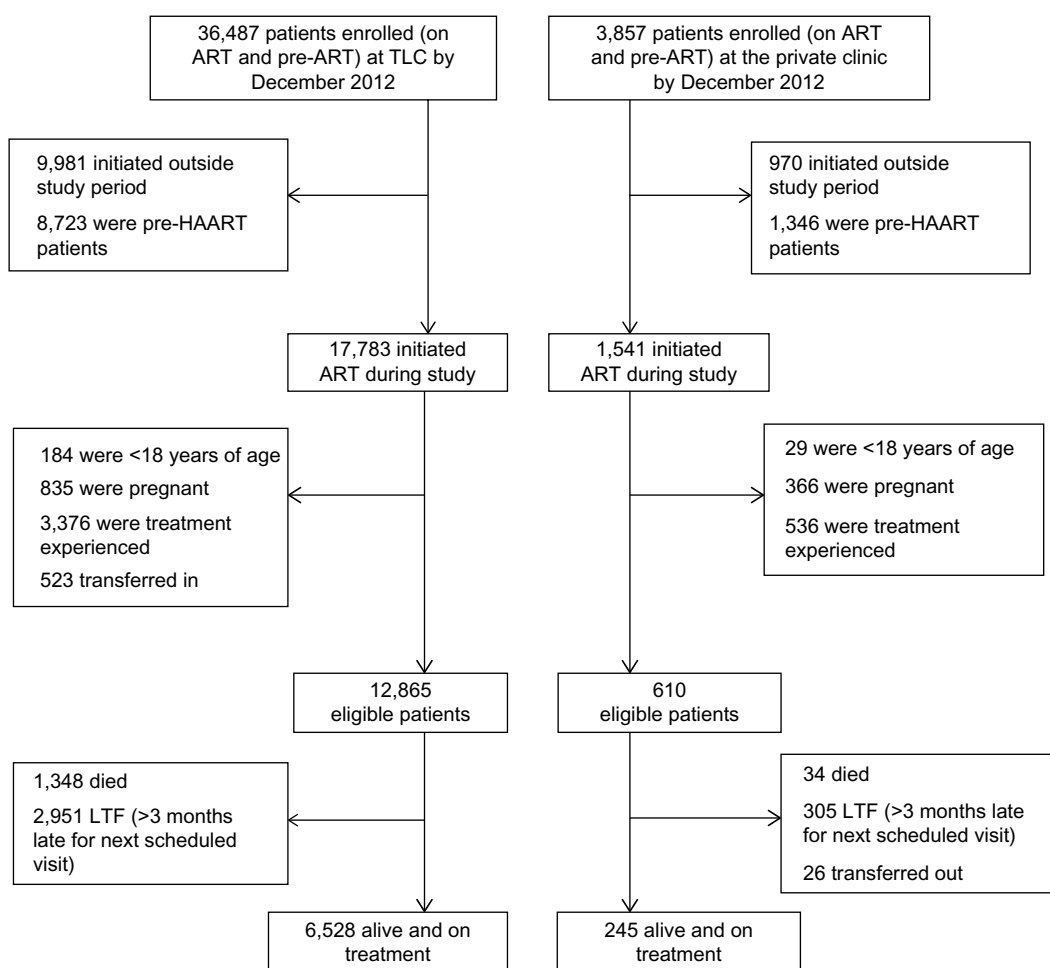 36,487 patients enrolled (on
ART and pre-ART) at TLC by
December 2012
3,857 patients enrolled (on ART
and pre-ART) at the private clinic
by December 2012
9,981 initiated outside
study period
8,723 were pre-HAART
patients
970 initiated outside
study period
1,346 were pre-HAART
patients
17,783 initiated
ART during study
1,541 initiated
ART during study
184 were <18 years of age
835 were pregnant
3,376 were treatment
experienced
523 transferred in
29 were <18 years of age
366 were pregnant
536 were treatment
experienced
12,865
eligible patients
610
eligible patients
1,348 died
2,951 LTF (>3 months
late for next scheduled
visit)
34 died
305 LTF (>3 months late
for next scheduled visit)
26 transferred out
6,528 alive and on
treatment
245 alive and on
treatment